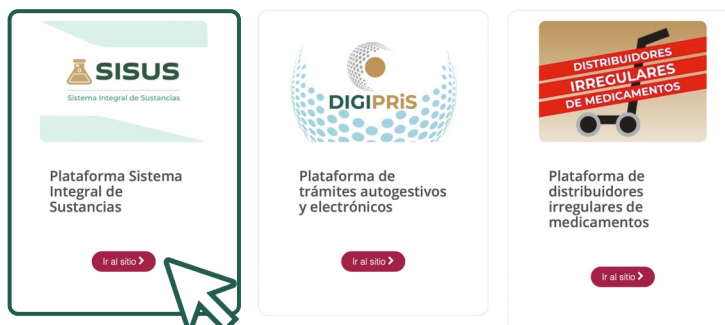 SISUS
Sistema Integral de Sustancias
Plataforma Sistema
Integral de
Sustancias
Ir al sitio
DIGIPRiS
Plataforma de
trámites autogestivos
y electrónicos
Ir al sitio
DISTRIBUIDORES
IRREGULARES
DE MEDICAMENTOS
Plataforma de
distribuidores
irregulares de
medicamentos
Ir al sitio